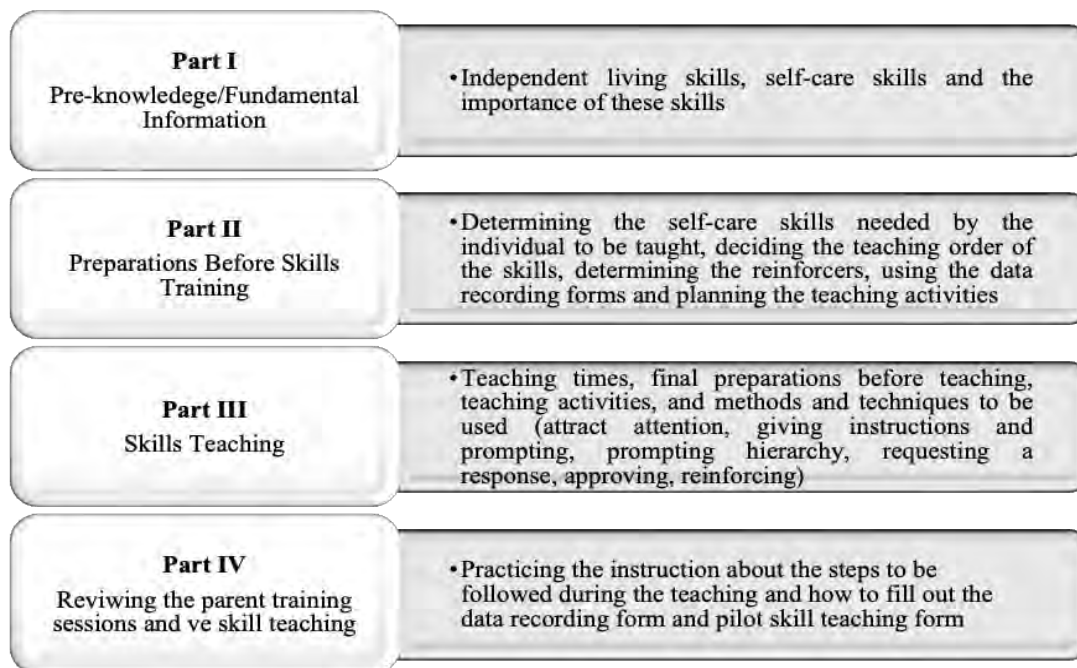 Part I
Pre-knowledege/Fundamental
Information
•Independent living skills, self-care skills and the
importance of these skills
Part II
Preparations Before Skills
Training
•Determining the self-care skills needed by the
individual to be taught, deciding the teaching order of
the skills, determining the reinforcers, using the data
recording forms and planning the teaching activities
Part III
Skills Teaching
•Teaching times, final preparations before teaching,
teaching activities, and methods and techniques to be
used (attract attention, giving instructions and
prompting, prompting hierarchy, requesting a
response, approving, reinforcing)
Part IV
Reviwing the parent training
sessions and ve skill teaching
•Practicing the instruction about the steps to be
followed during the teaching and how to fill out the
data recording form and pilot skill teaching form